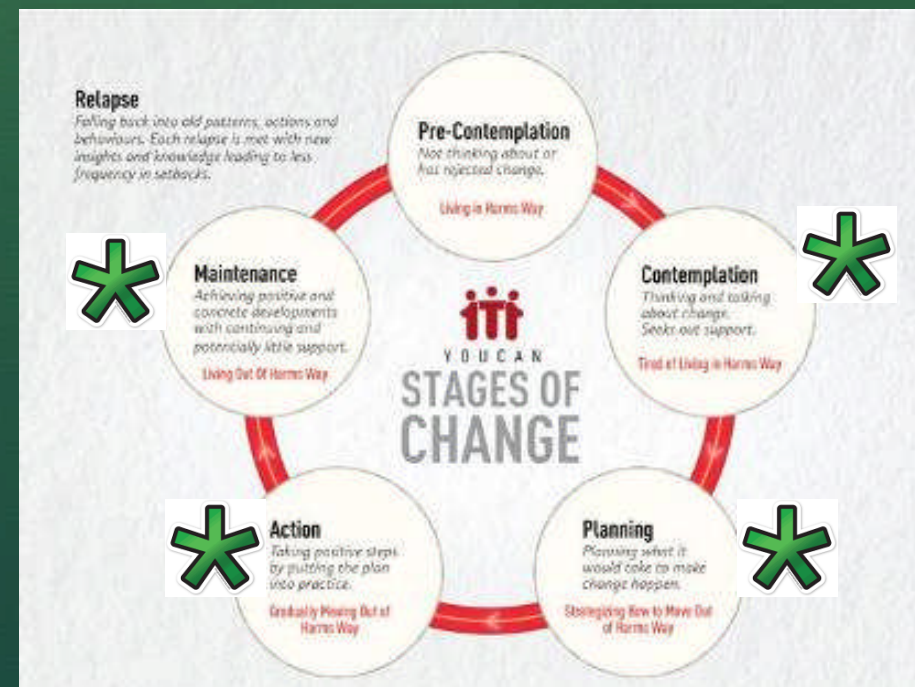 Relapse
Falling back into old patterns, actions and
behaviours. Each relapse is met with new
insights and knowledge leading to less
frequency in setbacks.
Pre-Contemplation
Not thinking about or
has rejected change.
Living in Harms Way
Contemplation
Thinking and talking
about change.
Seeks out support.
Tired of Living in Harms Way
Planning
Planning what it
would take to make
change happen.
Strategizing How to Move Out
of Harms Way
Action
Taking positive steps
by putting the plan
into practice.
Gradually Moving Out of
Harms Way
Maintenance
Achieving positive and
concrete developments
with continuing and
potentially little support.
Living Out Of Harms Way
YOUCAN
STAGES OF
CHANGE